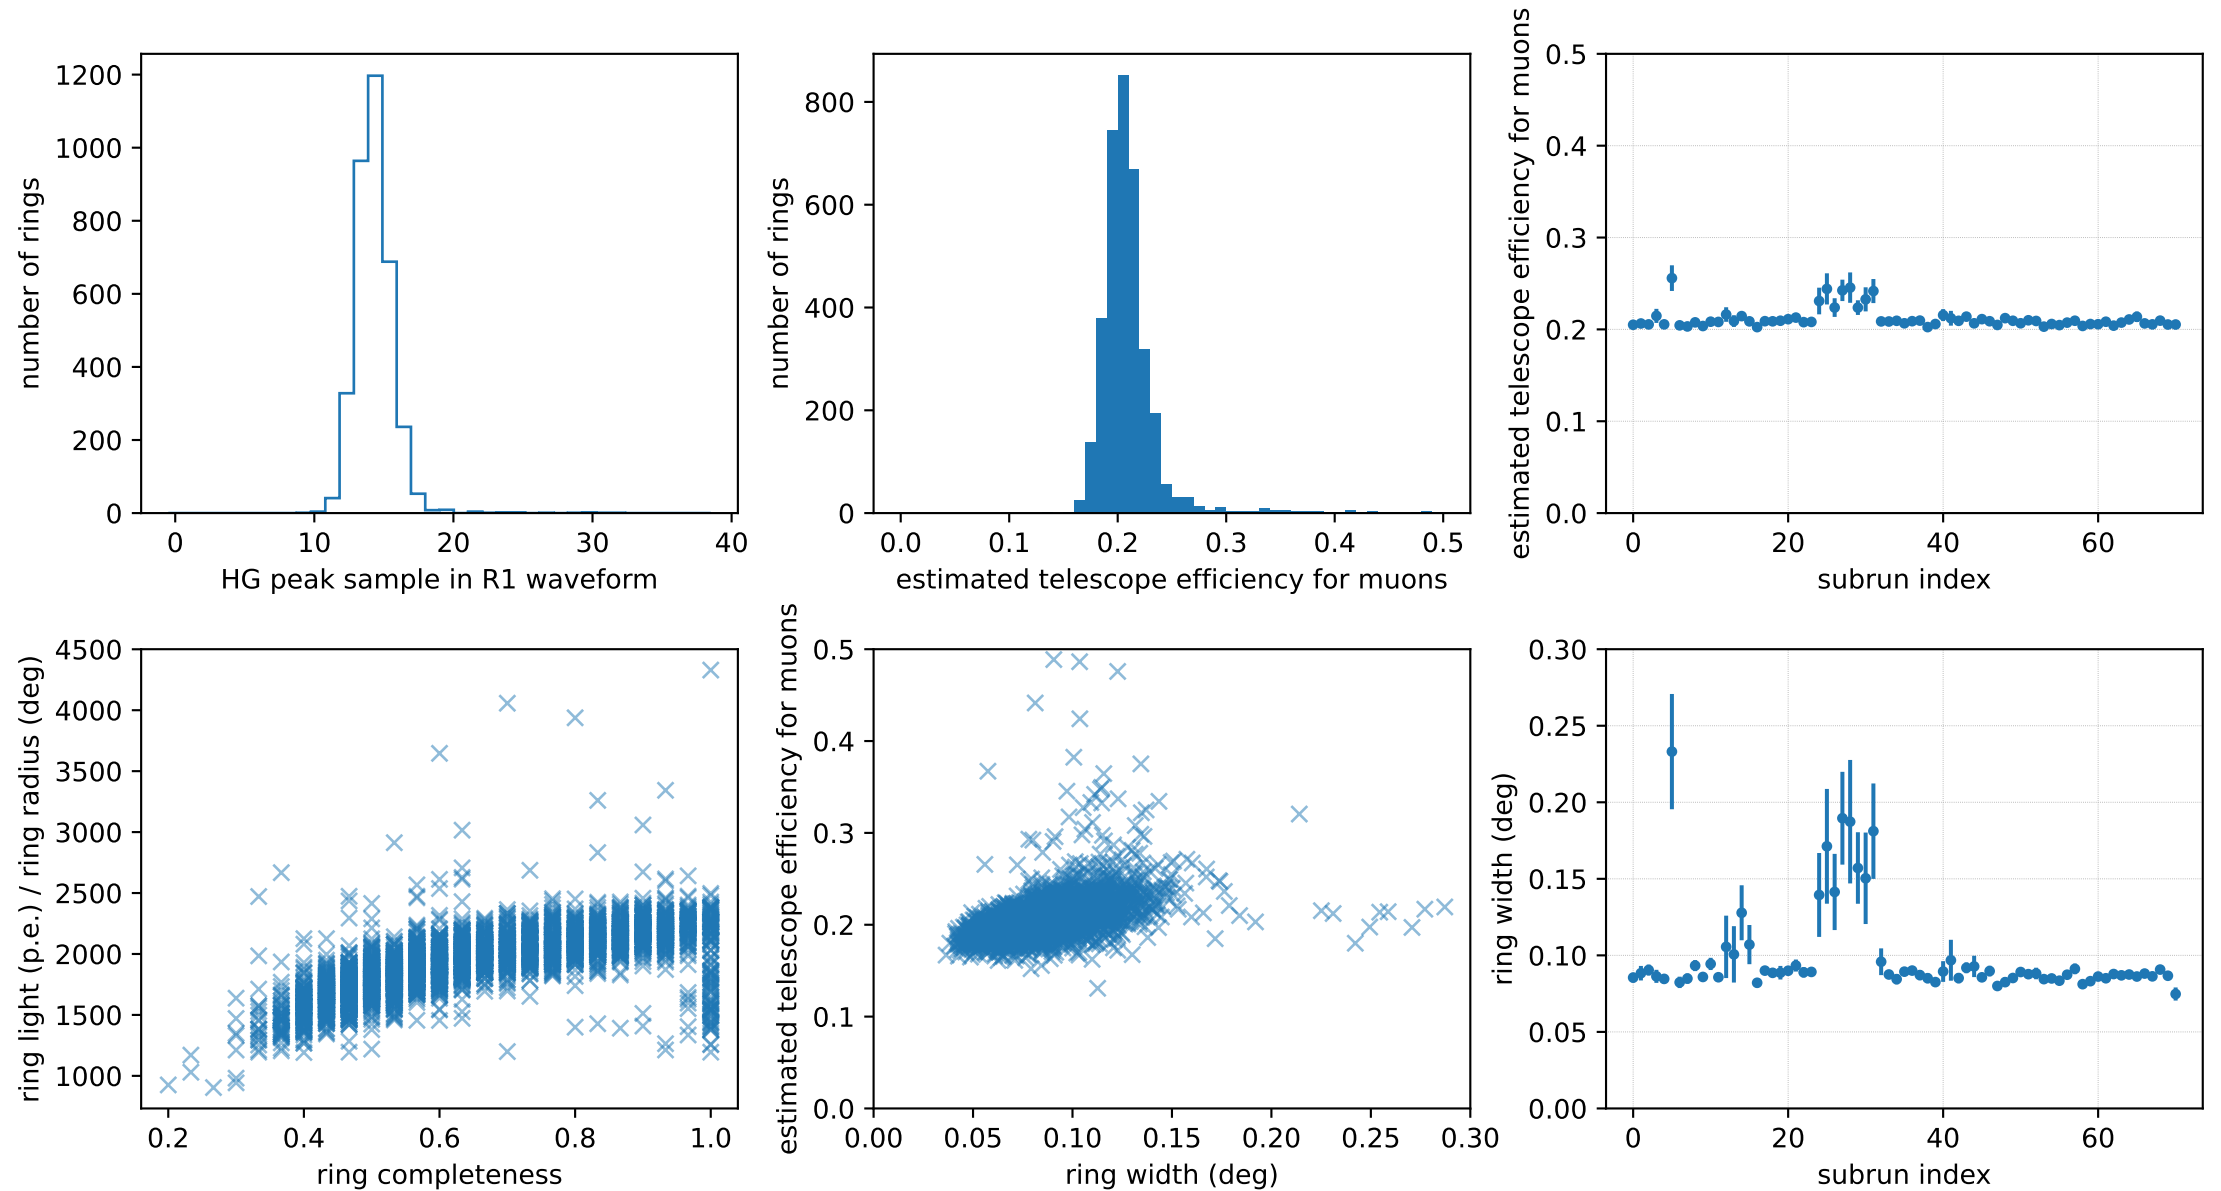 1200
1000
800
600
400
200
0
0 10 20 30 40
number of rings
HG peak sample in R1 waveform
800
600
400
200
0
0.0 0.1 0.2 0.3 0.4 0.5
number of rings
estimated telescope efficiency for muons
0.5
0.4
0.3
0.2
0.1
0.0
0 20 40 60
estimated telescope efficiency for muons
subrun index
4500
4000
3500
3000
2500
2000
1500
1000
0.2 0.4 0.6 0.8 1.0
ring light (p.e.) / ring radius (deg)
ring completeness
0.5
0.4
0.3
0.2
0.1
0.0
0.00 0.05 0.10 0.15 0.20 0.25 0.30
estimated telescope efficiency for muons
ring width (deg)
0.30
0.25
0.20
0.15
0.10
0.05
0.00
0 20 40 60
ring width (deg)
subrun index